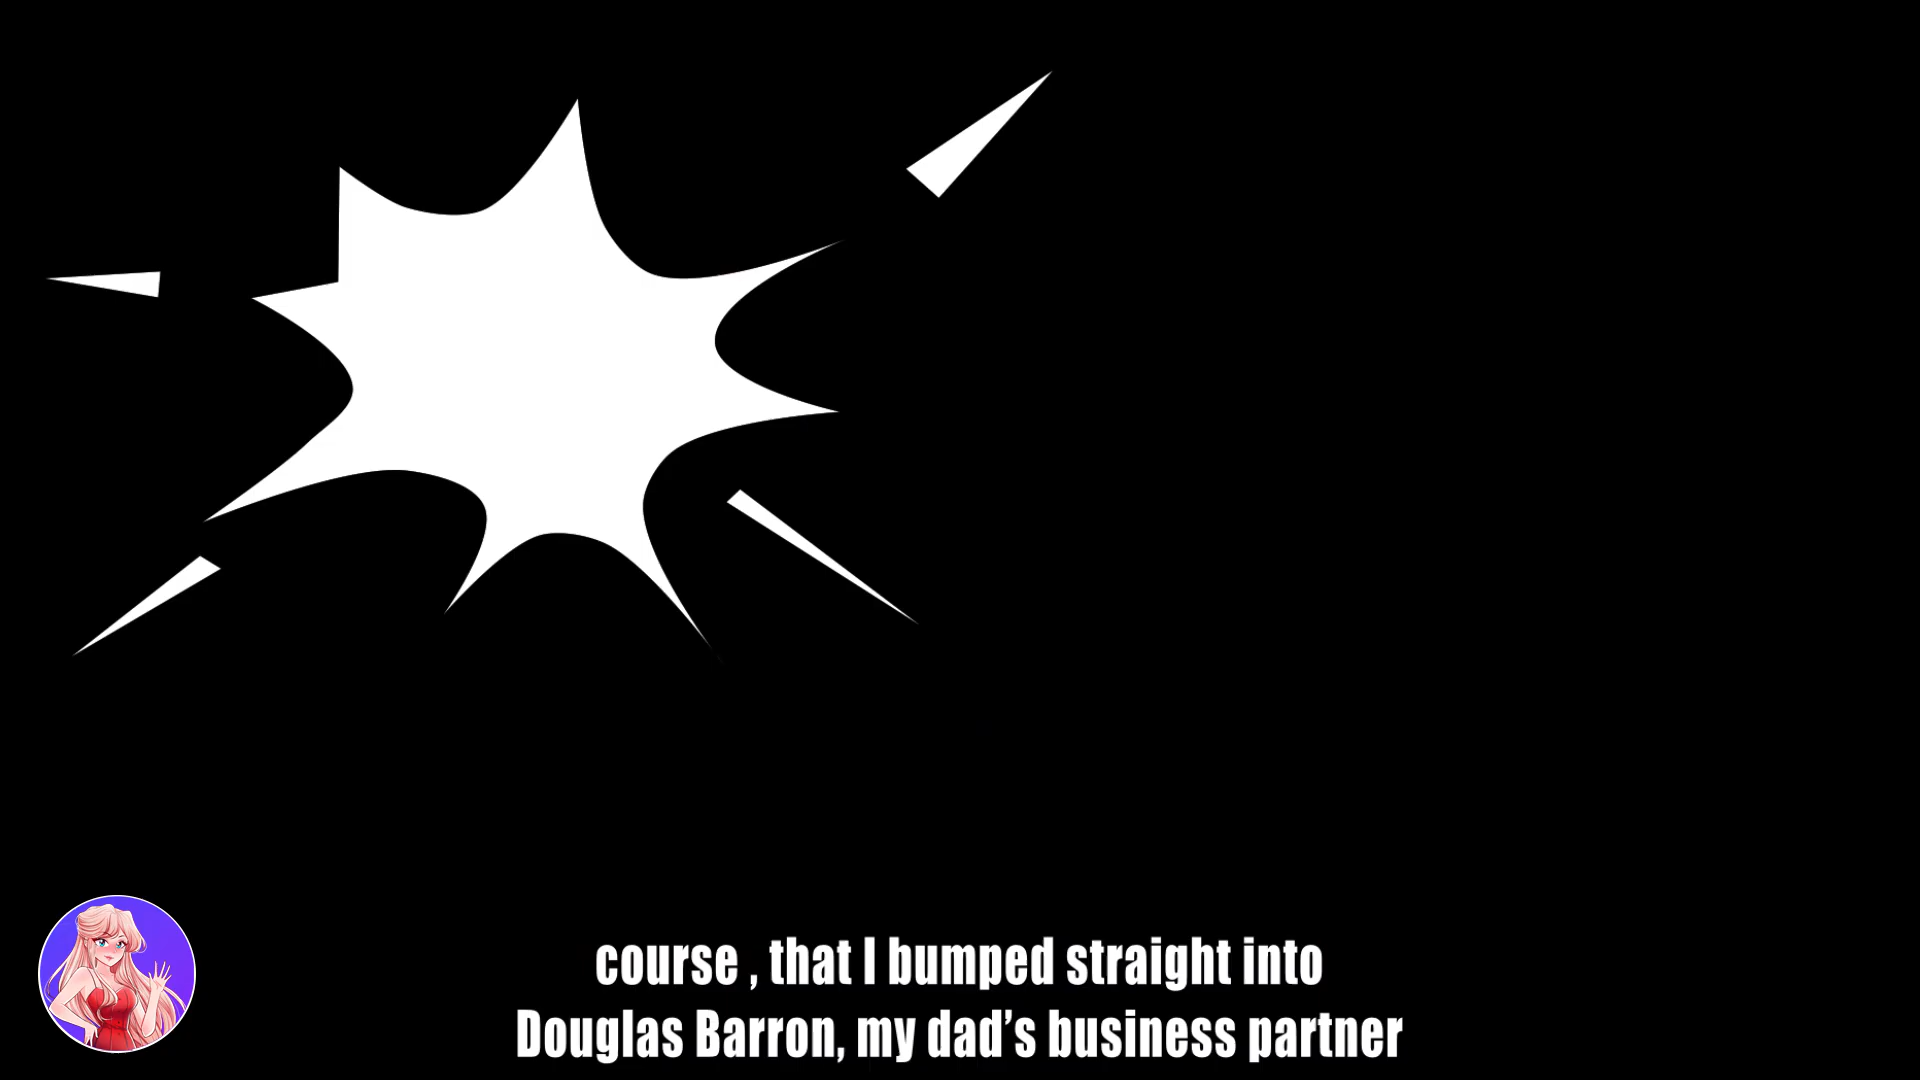 course , that I bumped straight into
Douglas Barron, my dad’s business partner